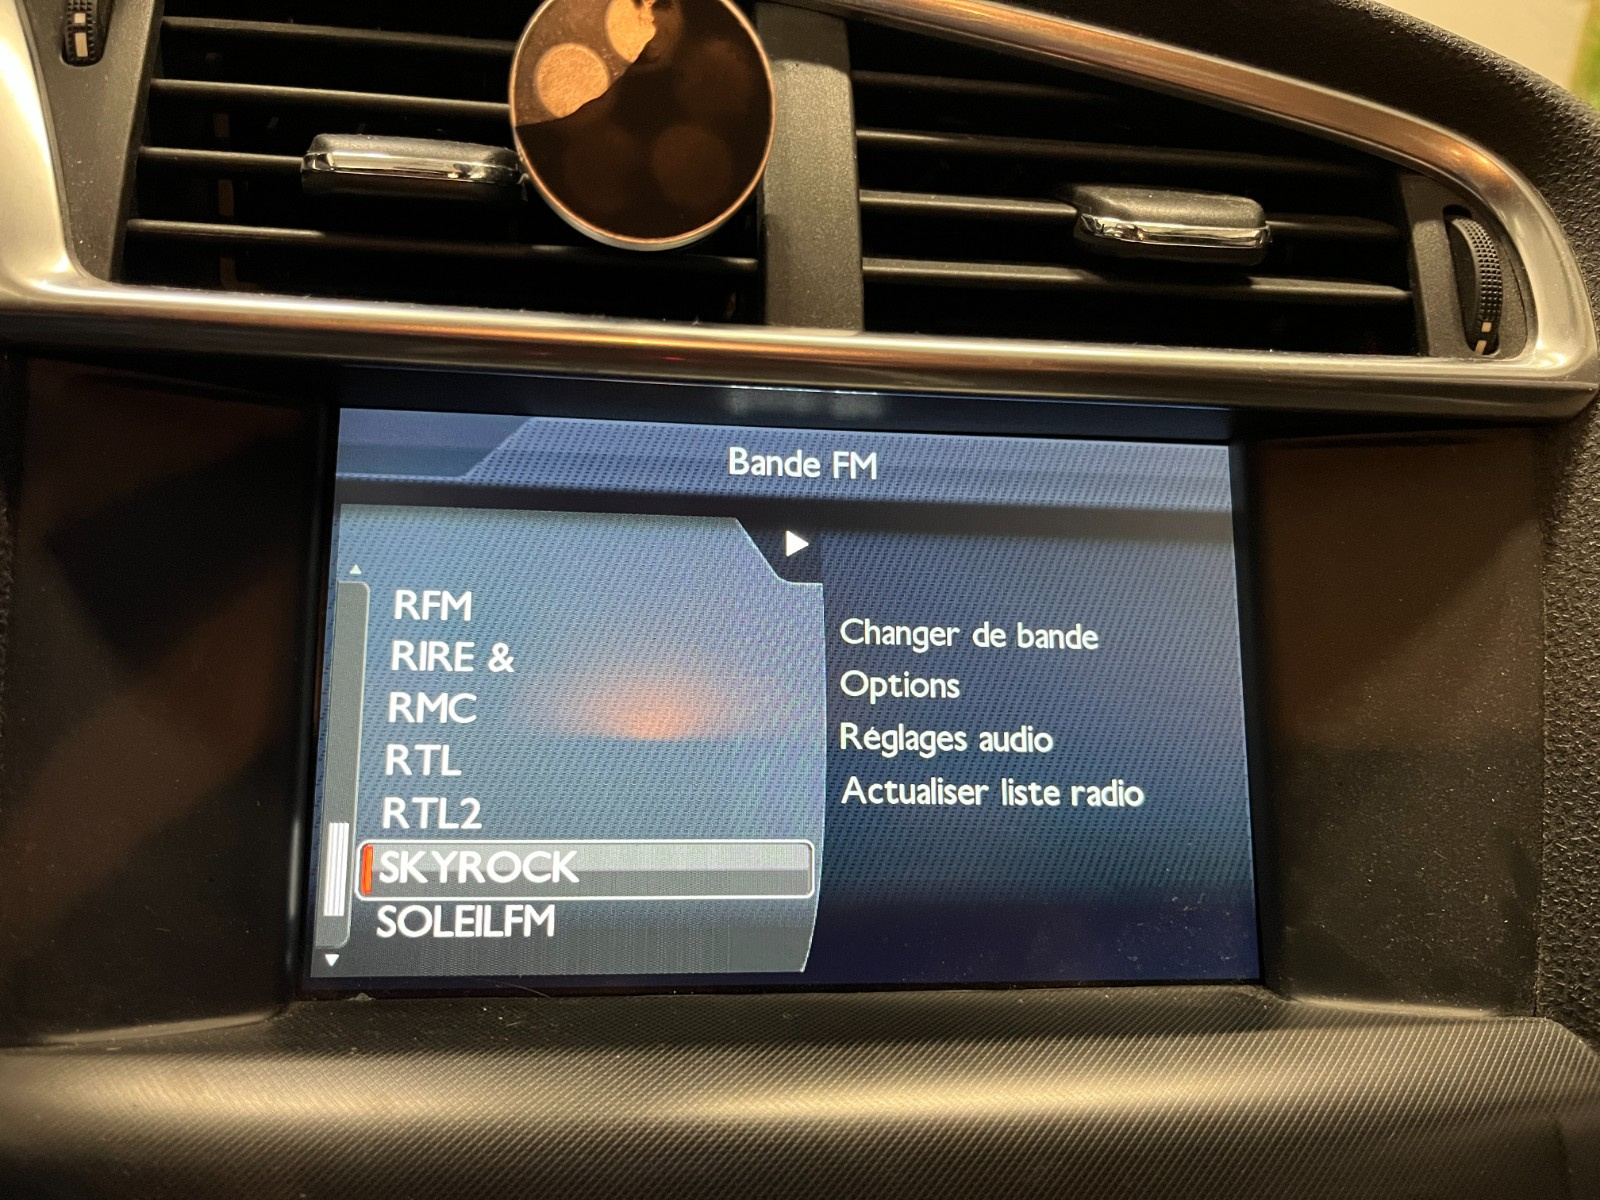 Bande FM
RFM
RIRE &
RMC
RTL
RTL2
SKYROCK
SOLEILFM
Changer de bande
Options
Réglages audio
Actualiser liste radio